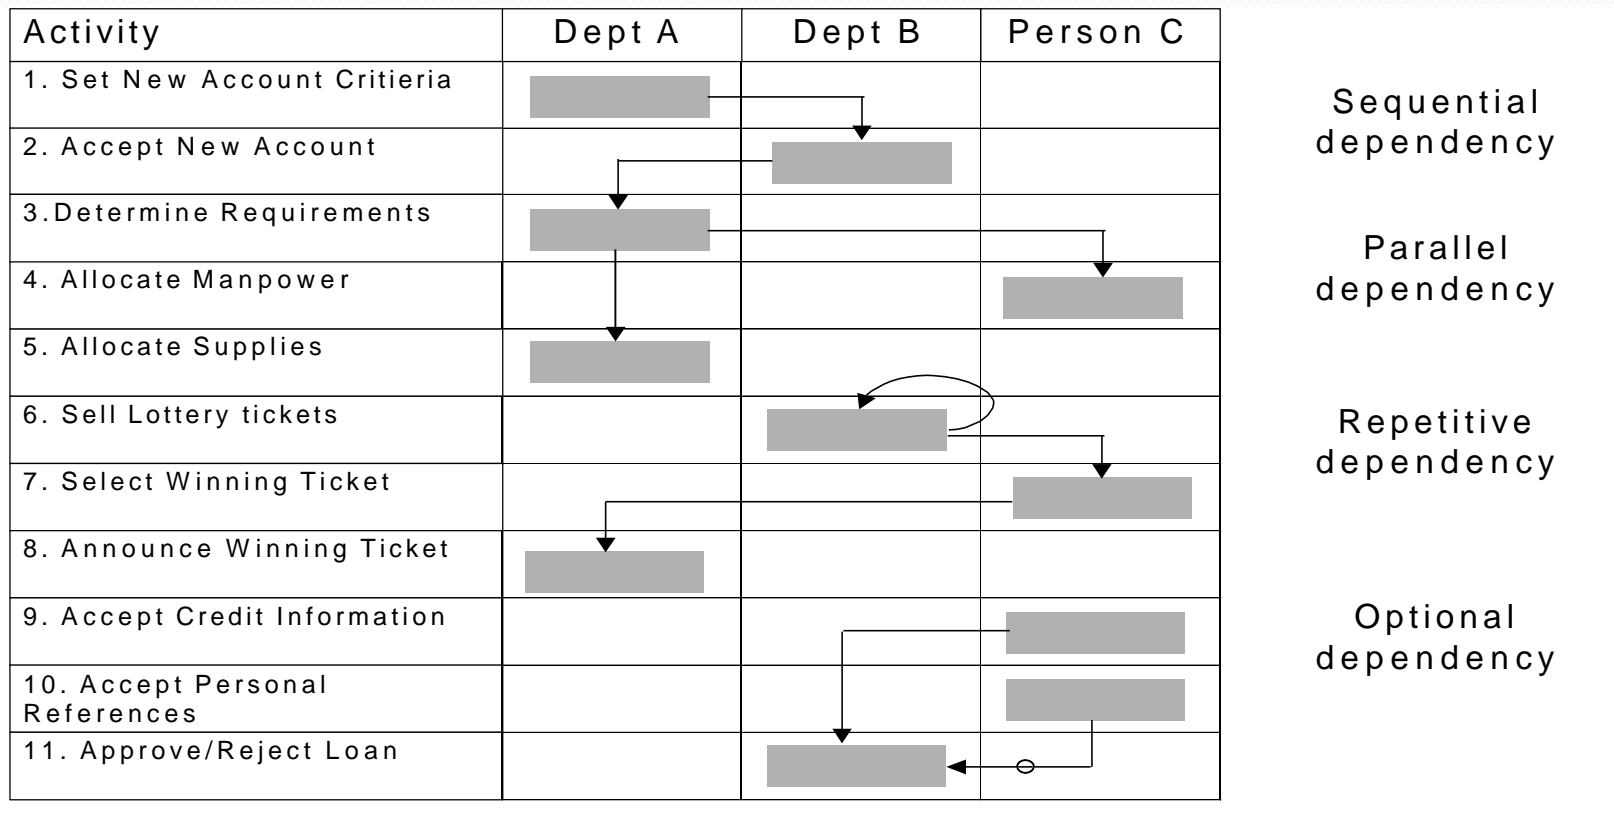 Activity Dept A Dept B Person C
1. Set New Account Critieria
Sequential
dependency
2. Accept New Account
3.Determine Requirements
Parallel
dependency
4. Allocate Manpower
5. Allocate Supplies
6. Sell Lottery tickets
Repetitive
dependency
7. Select Winning Ticket
8. Announce Winning Ticket
9. Accept Credit Information
Optional
dependency
10. Accept Personal
References
11. Approve/Reject Loan